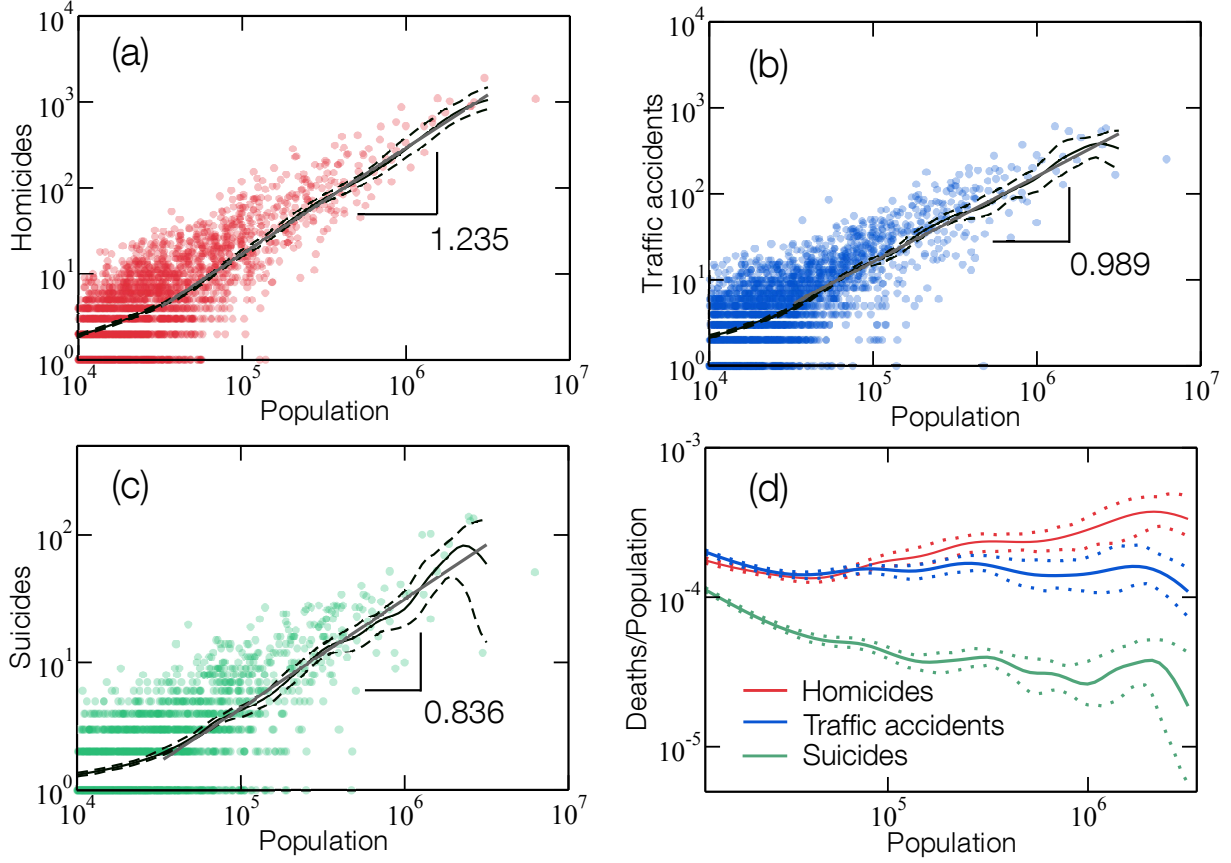 (a)
Homicides
10^4
10^3
10^2
10^1
10^0
1.235
10^4
10^5
10^6
10^7
Population
(b)
Traffic accidents
10^4
10^3
10^2
10^1
10^0
0.989
10^4
10^5
10^6
10^7
Population
(c)
Suicides
10^2
10^1
10^0
0.836
10^4
10^5
10^6
10^7
Population
(d)
Deaths/Population
10^-3
10^-4
10^-5
Homicides
Traffic accidents
Suicides
10^5
10^6
Population